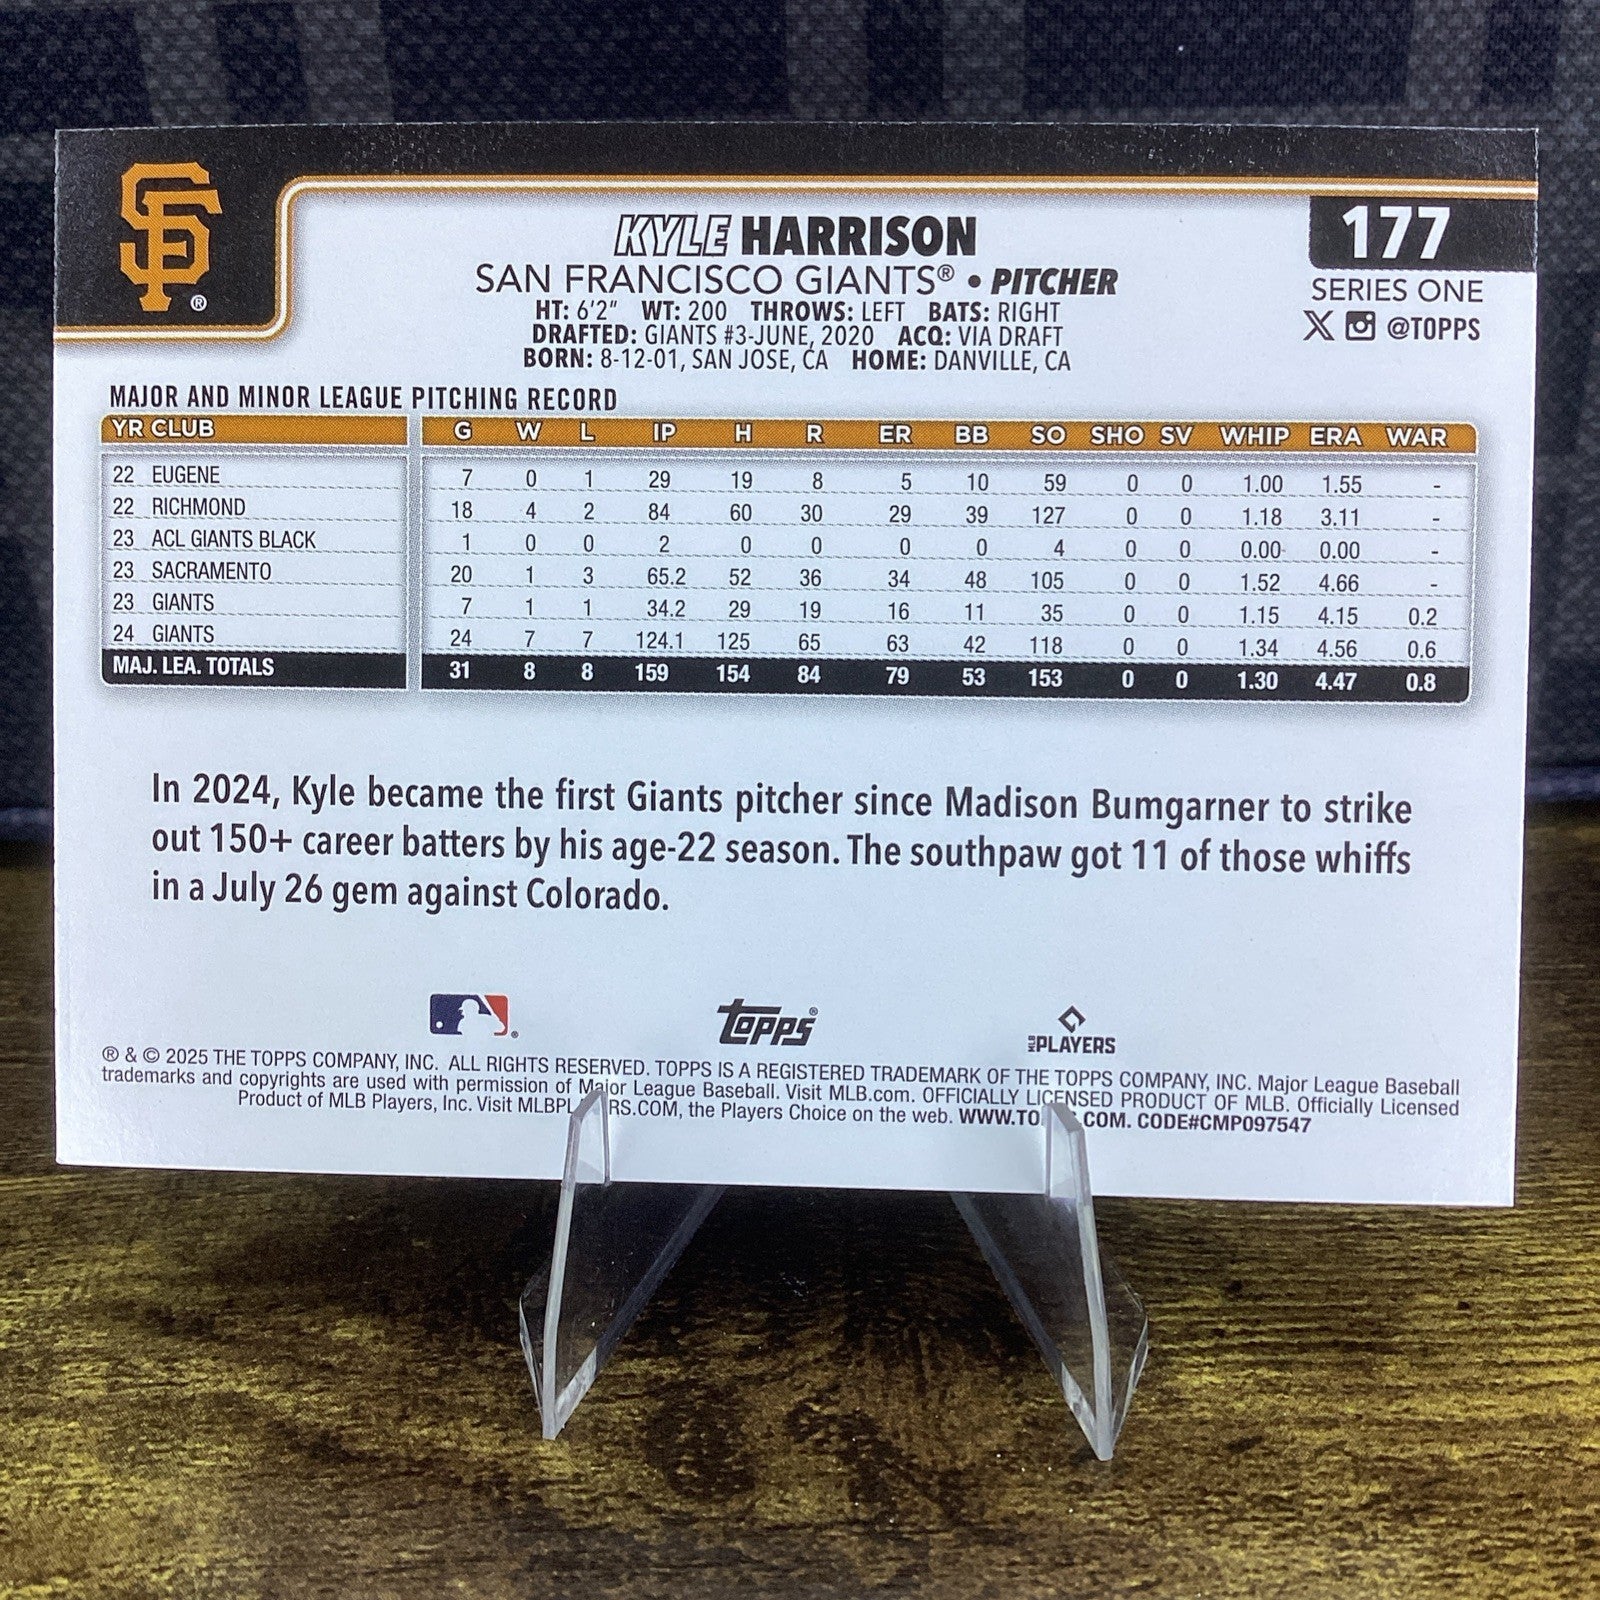 SF ®
KYLE HARRISON
177
SAN FRANCISCO GIANTS® • PITCHER
SERIES ONE
HT: 6'2" WT: 200 THROWS: LEFT BATS: RIGHT
X @TOPPS
DRAFTED: GIANTS #3-JUNE, 2020 ACQ: VIA DRAFT
BORN: 8-12-01, SAN JOSE, CA HOME: DANVILLE, CA
MAJOR AND MINOR LEAGUE PITCHING RECORD
YR CLUB G W L IP H R ER BB SO SHO SV WHIP ERA WAR
22 EUGENE 7 0 1 29 19 8 5 10 59 0 0 1.00 1.55 -
22 RICHMOND 18 4 2 84 60 30 29 39 127 0 0 1.18 3.11 -
23 ACL GIANTS BLACK 1 0 0 2 0 0 0 0 4 0 0 0.00 0.00 -
23 SACRAMENTO 20 1 3 65.2 52 36 34 48 105 0 0 1.52 4.66 -
23 GIANTS 7 1 1 34.2 29 19 16 11 35 0 0 1.15 4.15 0.2
24 GIANTS 24 7 7 124.1 125 65 63 42 118 0 0 1.34 4.56 0.6
MAJ. LEA. TOTALS 31 8 8 159 154 84 79 53 153 0 0 1.30 4.47 0.8
In 2024, Kyle became the first Giants pitcher since Madison Bumgarner to strike
out 150+ career batters by his age-22 season. The southpaw got 11 of those whiffs
in a July 26 gem against Colorado.
Topps®
MLB PLAYERS
® & © 2025 THE TOPPS COMPANY, INC. ALL RIGHTS RESERVED. TOPPS IS A REGISTERED TRADEMARK OF THE TOPPS COMPANY, INC. Major League Baseball
trademarks and copyrights are used with permission of Major League Baseball. Visit MLB.com. OFFICIALLY LICENSED PRODUCT OF MLB. Officially Licensed
Product of MLB Players, Inc. Visit MLBPL RS.COM, the Players Choice on the web. WWW.TO .COM. CODE#CMP097547